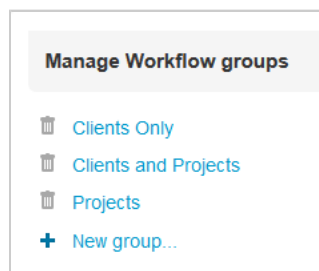 Manage Workflow groups
Clients Only
Clients and Projects
Projects
New group...